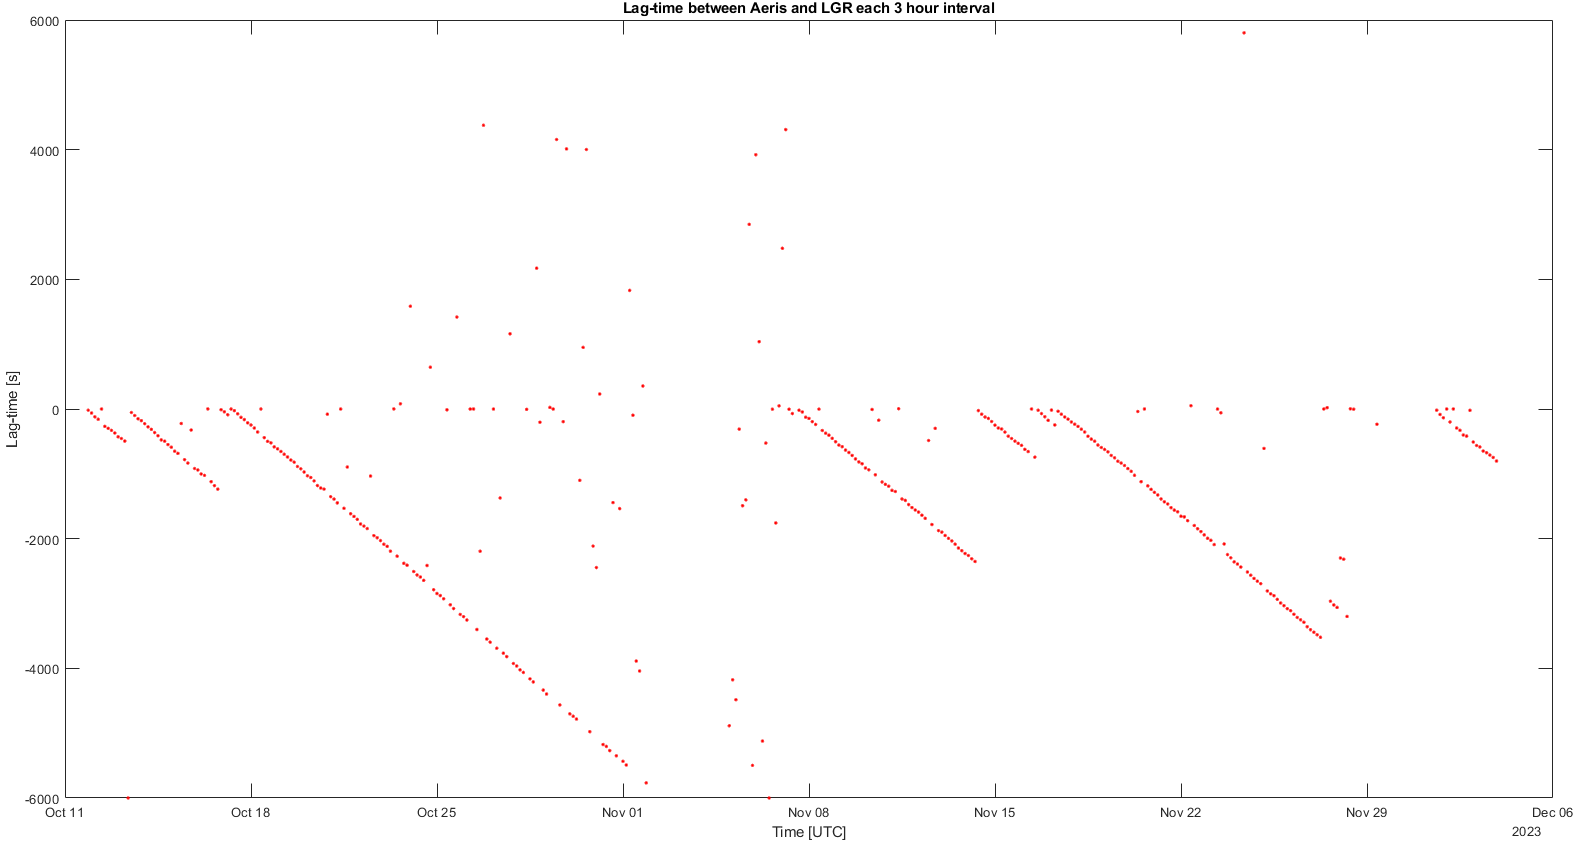 Lag-time between Aeris and LGR each 3 hour interval
6000
4000
2000
0
-2000
-4000
-6000
Lag-time [s]
Oct 11
Oct 18
Oct 25
Nov 01
Nov 08
Nov 15
Nov 22
Nov 29
Dec 06
Time [UTC]
2023